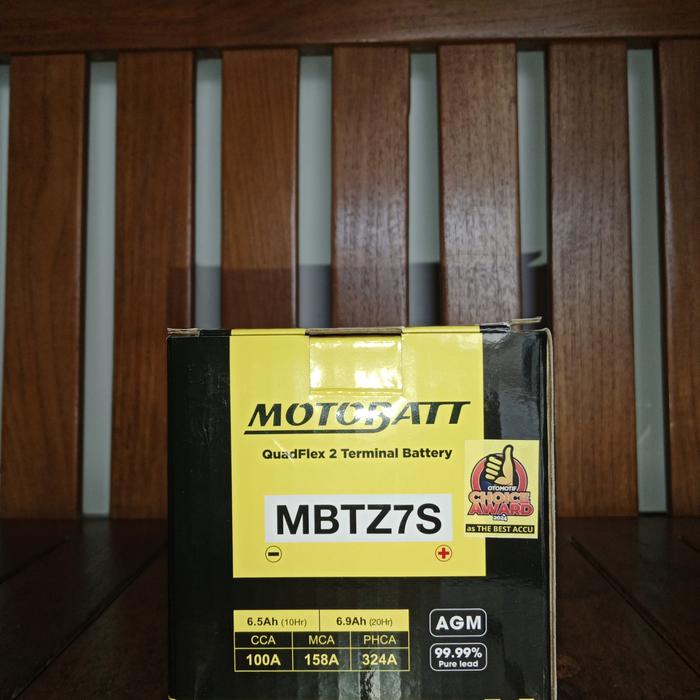 MOTOBATT
QuadFlex 2 Terminal Battery
MBTZ7S
− +
OTOMOTIF
CHOICE
AWARD
2024
as THE BEST ACCU
6.5Ah (10Hr) 6.9Ah (20Hr)
CCA MCA PHCA
100A 158A 324A
AGM
99.99%
Pure lead